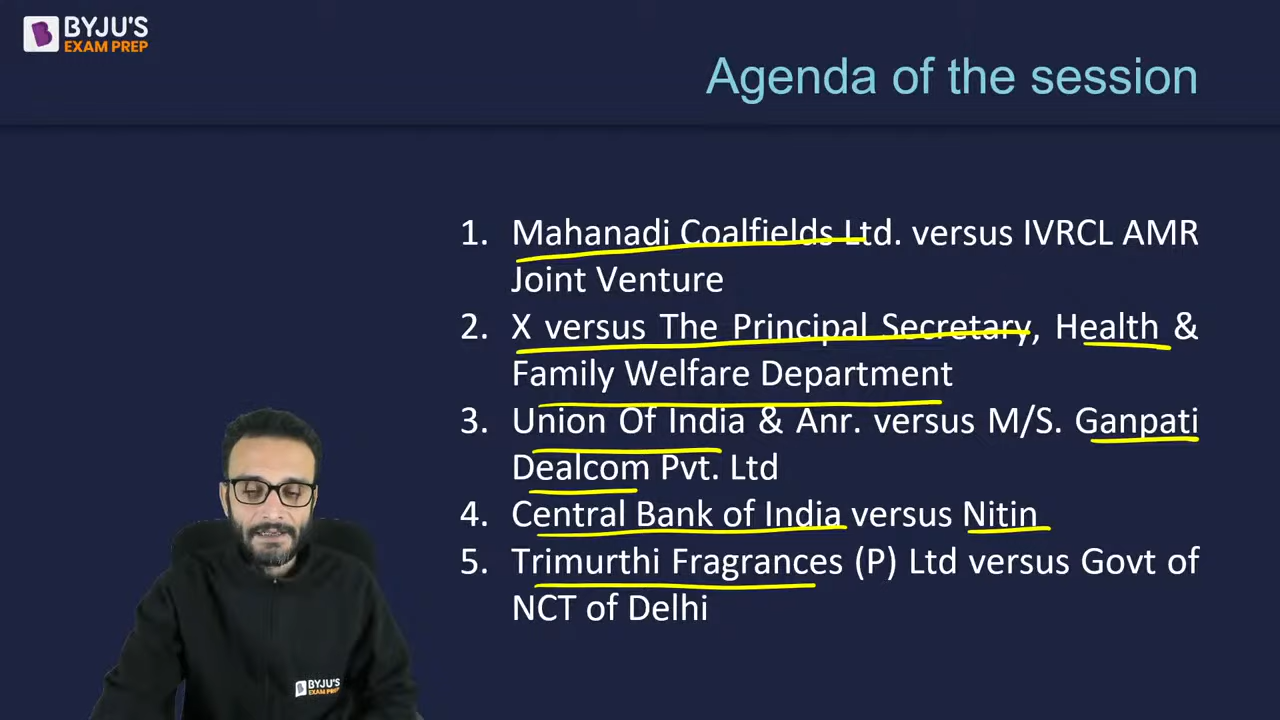 BYJU'S
EXAM PREP
Agenda of the session
1. Mahanadi Coalfields Ltd. versus IVRCL AMR
Joint Venture
2. X versus The Principal Secretary, Health &
Family Welfare Department
3. Union Of India & Anr. versus M/S. Ganpati
Dealcom Pvt. Ltd
4. Central Bank of India versus Nitin
5. Trimurthi Fragrances (P) Ltd versus Govt of
NCT of Delhi
BYJU'S
EXAM PREP